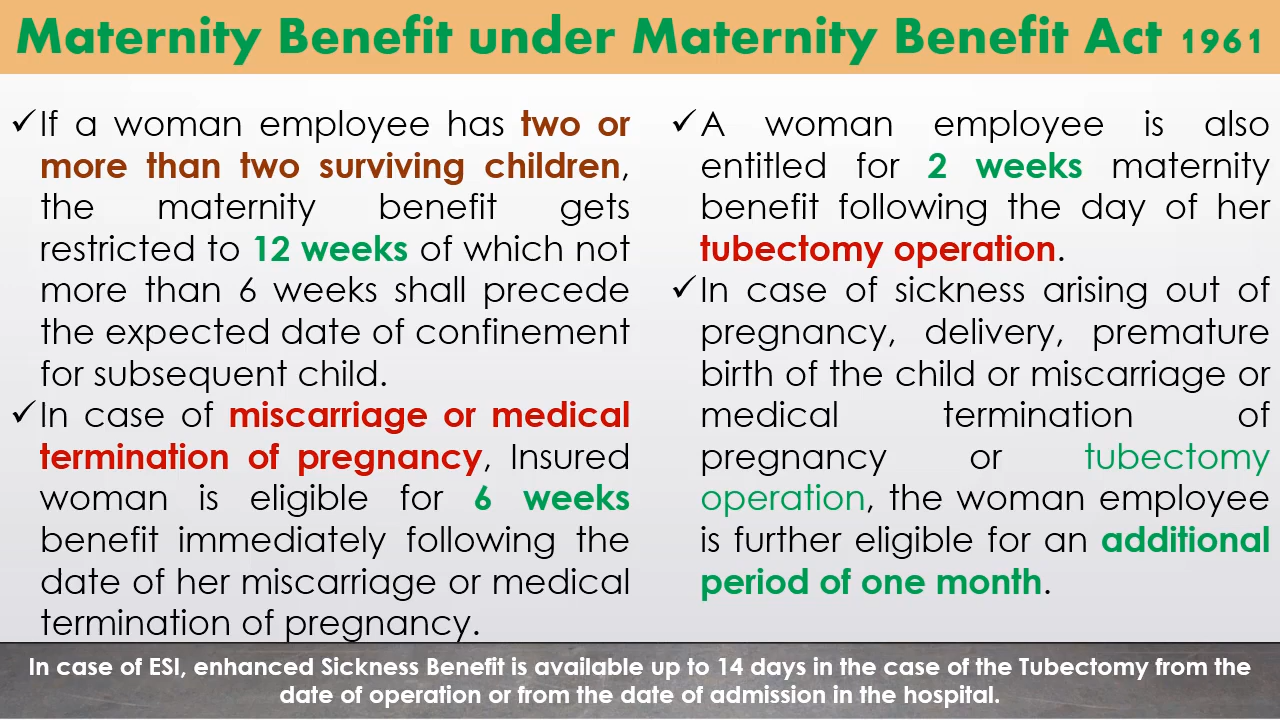 Maternity Benefit under Maternity Benefit Act 1961
✓If a woman employee has two or
more than two surviving children,
the maternity benefit gets
restricted to 12 weeks of which not
more than 6 weeks shall precede
the expected date of confinement
for subsequent child.
✓In case of miscarriage or medical
termination of pregnancy, Insured
woman is eligible for 6 weeks
benefit immediately following the
date of her miscarriage or medical
termination of pregnancy.
✓A woman employee is also
entitled for 2 weeks maternity
benefit following the day of her
tubectomy operation.
✓In case of sickness arising out of
pregnancy, delivery, premature
birth of the child or miscarriage or
medical termination of
pregnancy or tubectomy
operation, the woman employee
is further eligible for an additional
period of one month.
In case of ESI, enhanced Sickness Benefit is available up to 14 days in the case of the Tubectomy from the
date of operation or from the date of admission in the hospital.